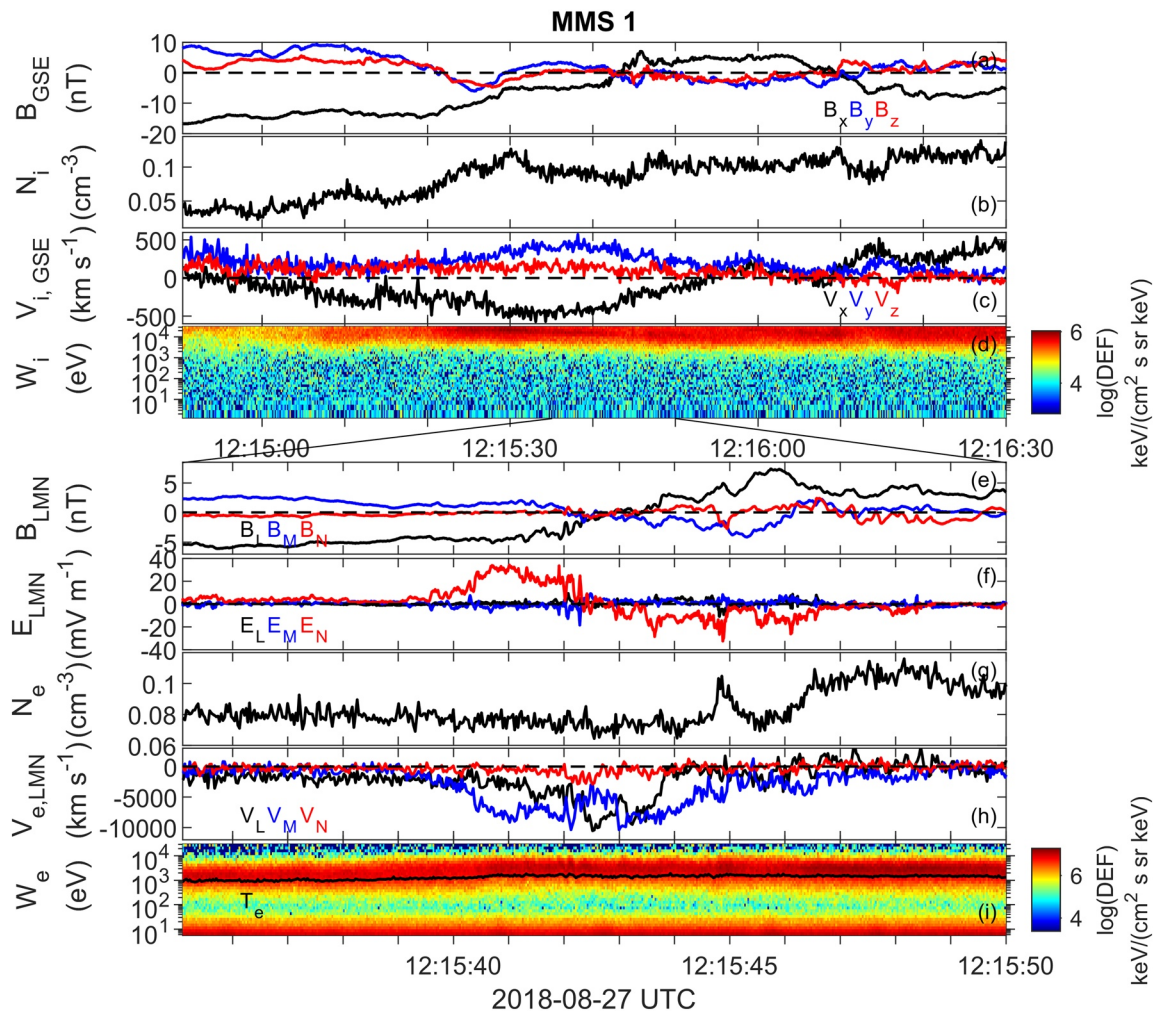 MMS 1
B_GSE (nT)
10
0
-10
-20
(a)
B_x B_y B_z
N_i (cm^-3)
0.1
0.05
(b)
V_i,GSE (km s^-1)
500
0
-500
(c)
V_x V_y V_z
W_i (eV)
10^4
10^3
10^2
10^1
(d)
6
4
log(DEF)
keV/(cm^2 s sr keV)
12:15:00 12:15:30 12:16:00 12:16:30
B_LMN (nT)
5
0
-5
(e)
B_L B_M B_N
E_LMN (mV m^-1)
40
20
0
-20
-40
(f)
E_L E_M E_N
N_e (cm^-3)
0.1
0.08
0.06
(g)
V_e,LMN (km s^-1)
0
-5000
-10000
(h)
V_L V_M V_N
W_e (eV)
10^4
10^3
10^2
10^1
T_e
(i)
6
4
log(DEF)
keV/(cm^2 s sr keV)
12:15:40 12:15:45 12:15:50
2018-08-27 UTC